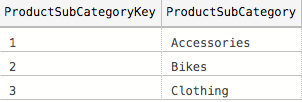 ProductSubCategoryKey ProductSubCategory
1 Accessories
2 Bikes
3 Clothing